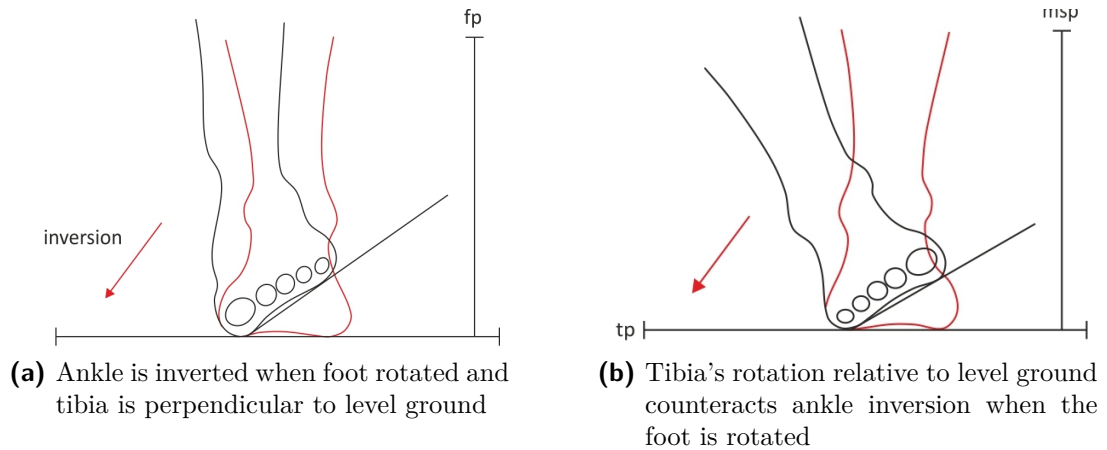 fp
msp
inversion
tp
(a) Ankle is inverted when foot rotated and
tibia is perpendicular to level ground
(b) Tibia's rotation relative to level ground
counteracts ankle inversion when the
foot is rotated